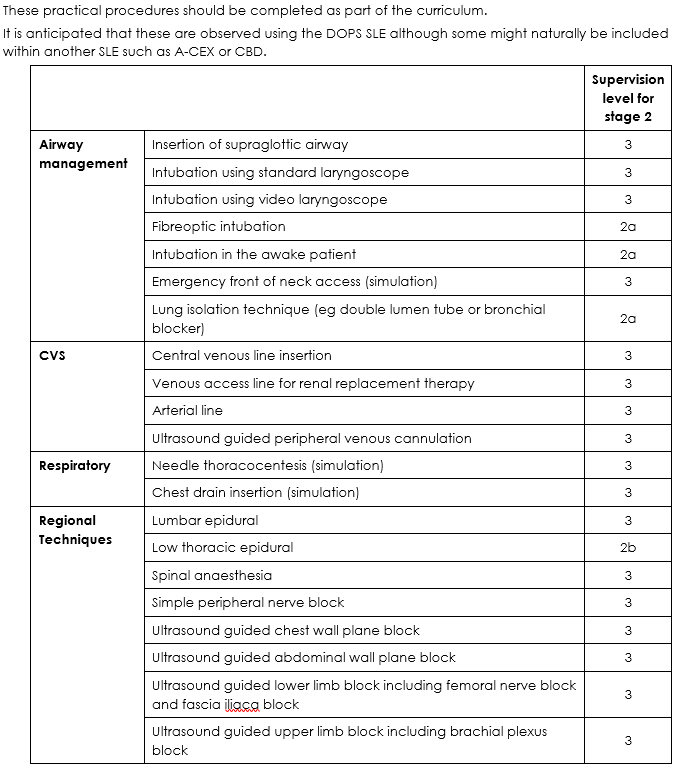 These practical procedures should be completed as part of the curriculum.
It is anticipated that these are observed using the DOPS SLE although some might naturally be included
within another SLE such as A-CEX or CBD.
Supervision
level for
stage 2
Airway
management
Insertion of supraglottic airway
3
Intubation using standard laryngoscope
3
Intubation using video laryngoscope
3
Fibreoptic intubation
2a
Intubation in the awake patient
2a
Emergency front of neck access (simulation)
3
Lung isolation technique (eg double lumen tube or bronchial
blocker)
2a
CVS
Central venous line insertion
3
Venous access line for renal replacement therapy
3
Arterial line
3
Ultrasound guided peripheral venous cannulation
3
Respiratory
Needle thoracocentesis (simulation)
3
Chest drain insertion (simulation)
3
Regional
Techniques
Lumbar epidural
3
Low thoracic epidural
2b
Spinal anaesthesia
3
Simple peripheral nerve block
3
Ultrasound guided chest wall plane block
3
Ultrasound guided abdominal wall plane block
3
Ultrasound guided lower limb block including femoral nerve block
and fascia iliaca block
3
Ultrasound guided upper limb block including brachial plexus
block
3